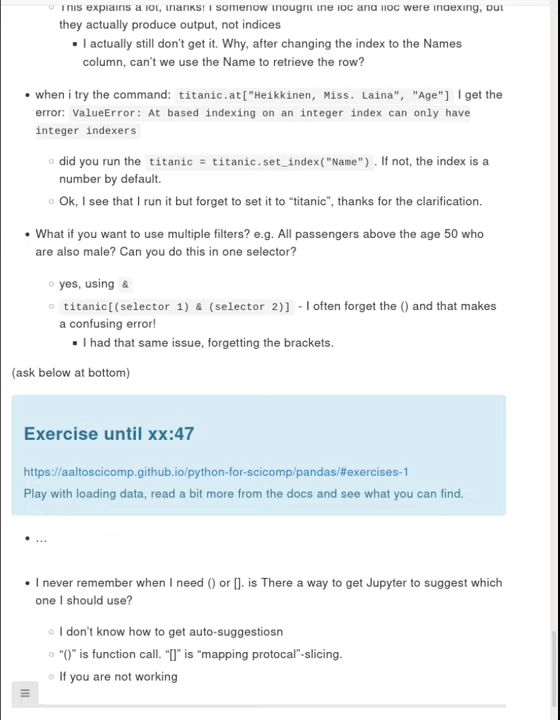 This explains a lot, thanks! I somehow thought the loc and iloc were indexing, but
they actually produce output, not indices
I actually still don't get it. Why, after changing the index to the Names
column, can't we use the Name to retrieve the row?
when i try the command: titanic.at["Heikkinen, Miss. Laina", "Age"] I get the
error: ValueError: At based indexing on an integer index can only have
integer indexers
did you run the titanic = titanic.set_index("Name") . If not, the index is a
number by default.
Ok, I see that I run it but forget to set it to “titanic”, thanks for the clarification.
What if you want to use multiple filters? e.g. All passengers above the age 50 who
are also male? Can you do this in one selector?
yes, using &
titanic[(selector 1) & (selector 2)] - I often forget the () and that makes
a confusing error!
I had that same issue, forgetting the brackets.
(ask below at bottom)
Exercise until xx:47
https://aaltoscicomp.github.io/python-for-scicomp/pandas/#exercises-1
Play with loading data, read a bit more from the docs and see what you can find.
…
I never remember when I need () or []. is There a way to get Jupyter to suggest which
one I should use?
I don't know how to get auto-suggestiosn
“()” is function call. “[]” is “mapping protocal”-slicing.
If you are not working